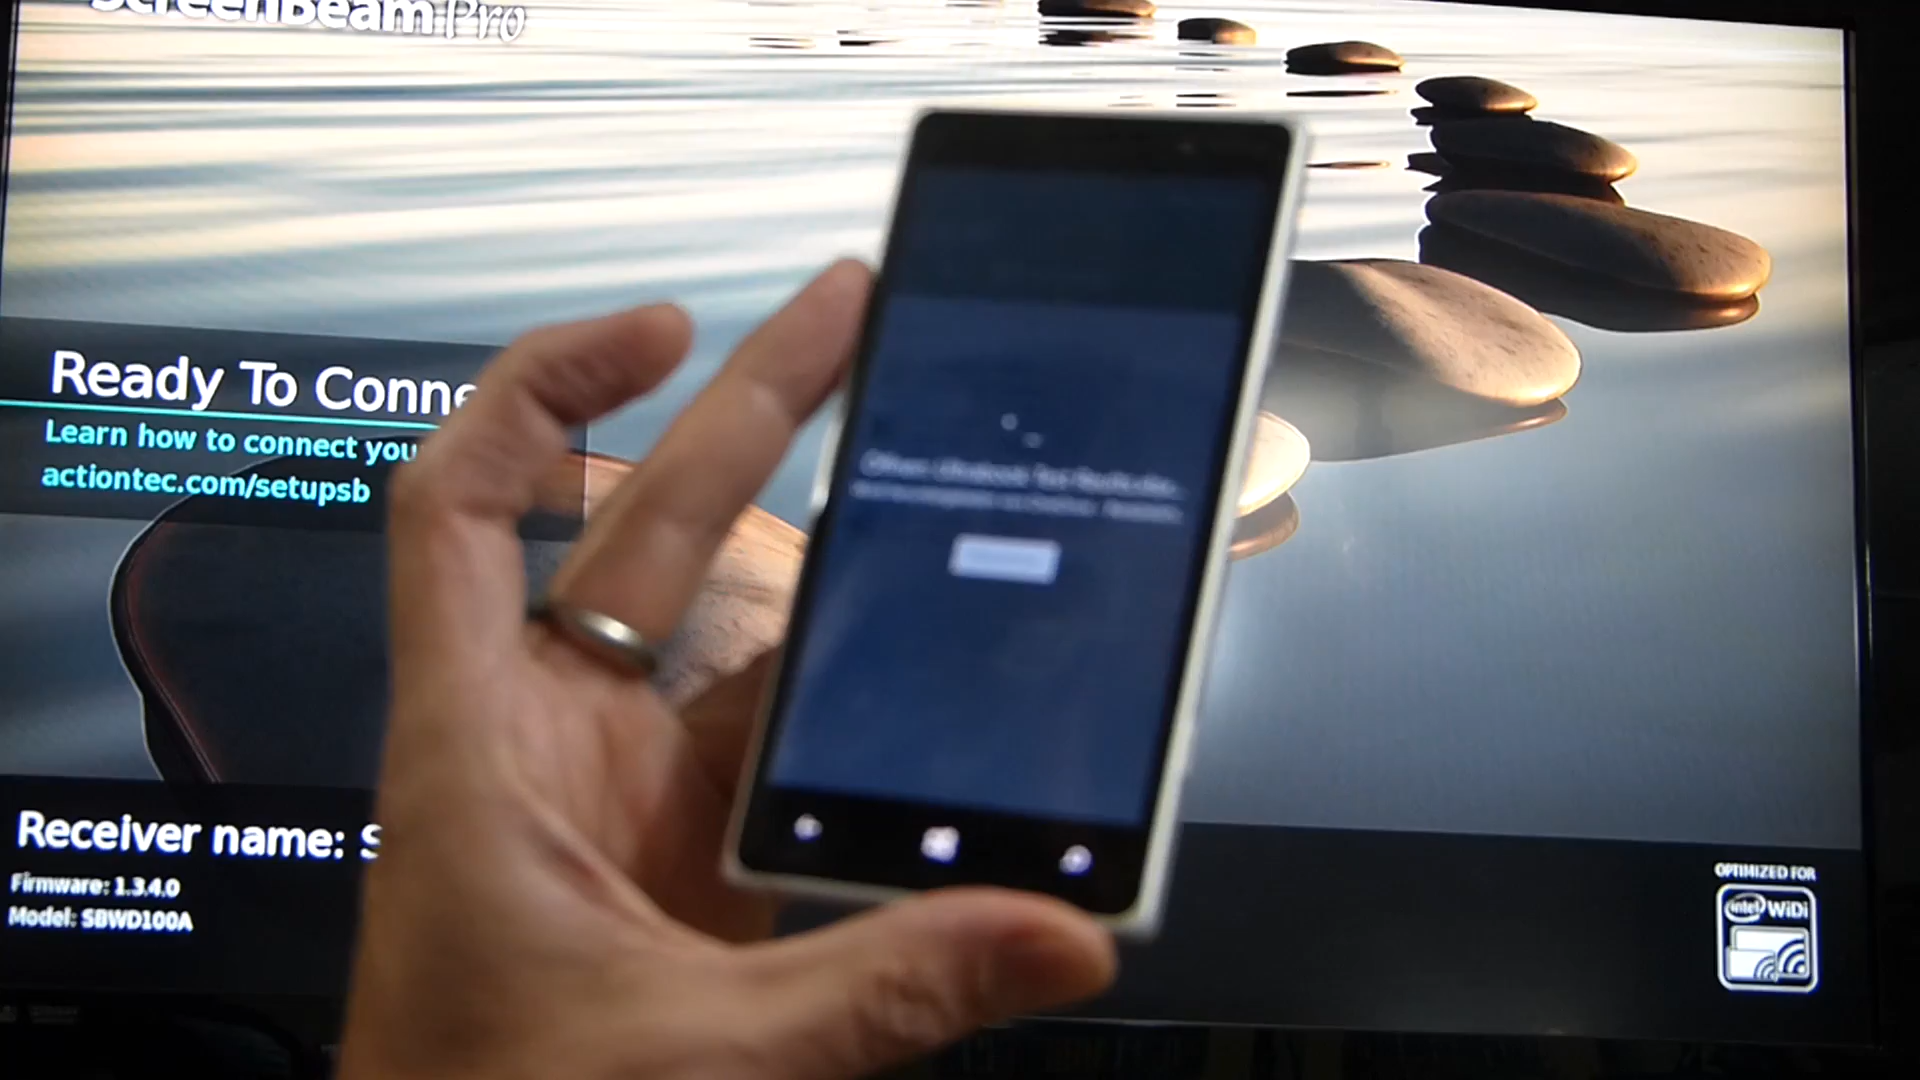 ScreenBeam Pro
Ready To Conne
Learn how to connect you
actiontec.com/setupsb
Receiver name: S
Firmware: 1.3.4.0
Model: SBWD100A
OPTIMIZED FOR
intel WiDi